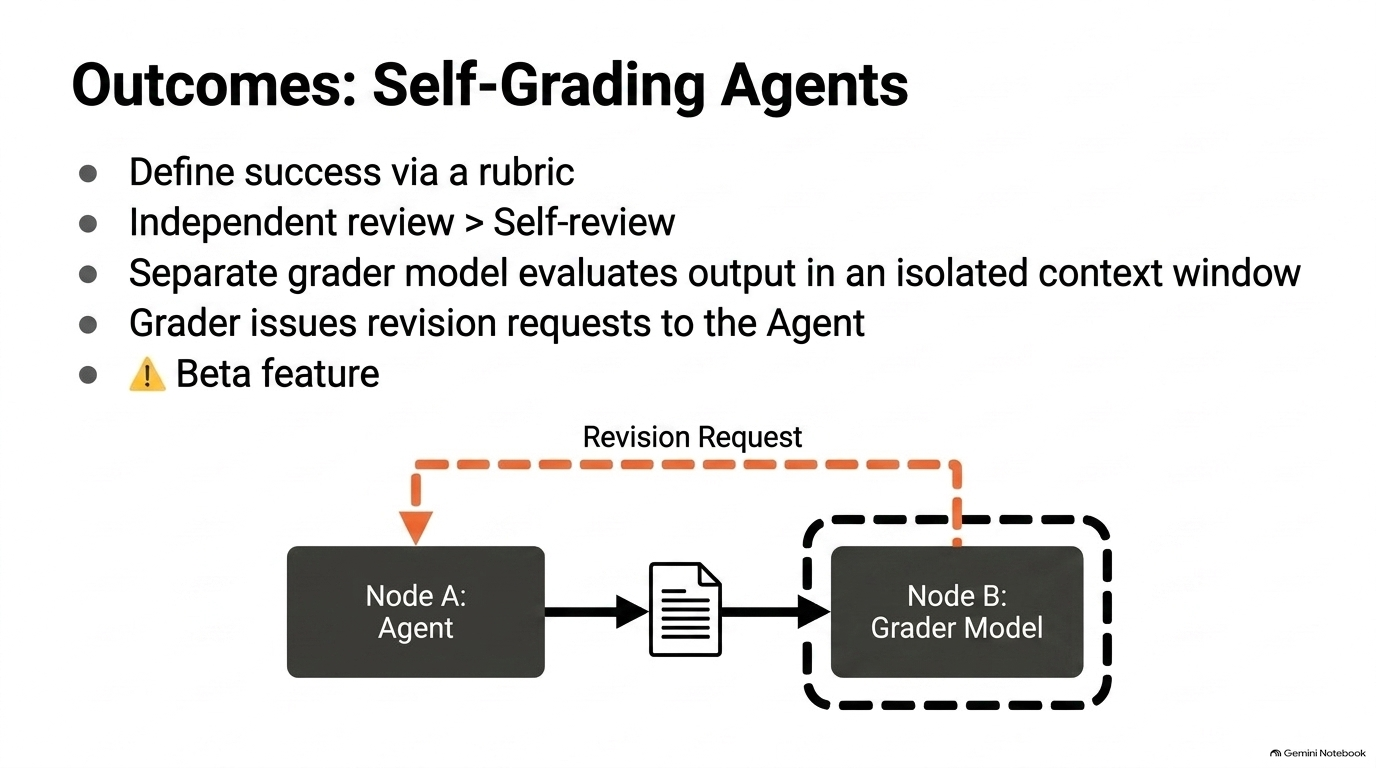 Outcomes: Self-Grading Agents
● Define success via a rubric
● Independent review > Self-review
● Separate grader model evaluates output in an isolated context window
● Grader issues revision requests to the Agent
● ⚠️ Beta feature
Revision Request
Node A:
Agent
Node B:
Grader Model
Gemini Notebook